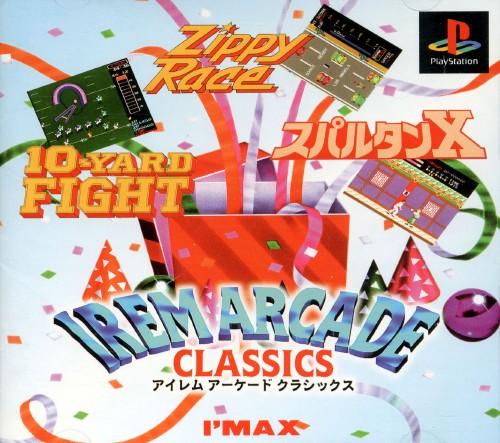 Zippy
Race
PlayStation
10-YARD
FIGHT
スパルタンX
IREM ARCADE
CLASSICS
アイレム アーケード クラシックス
I'MAX